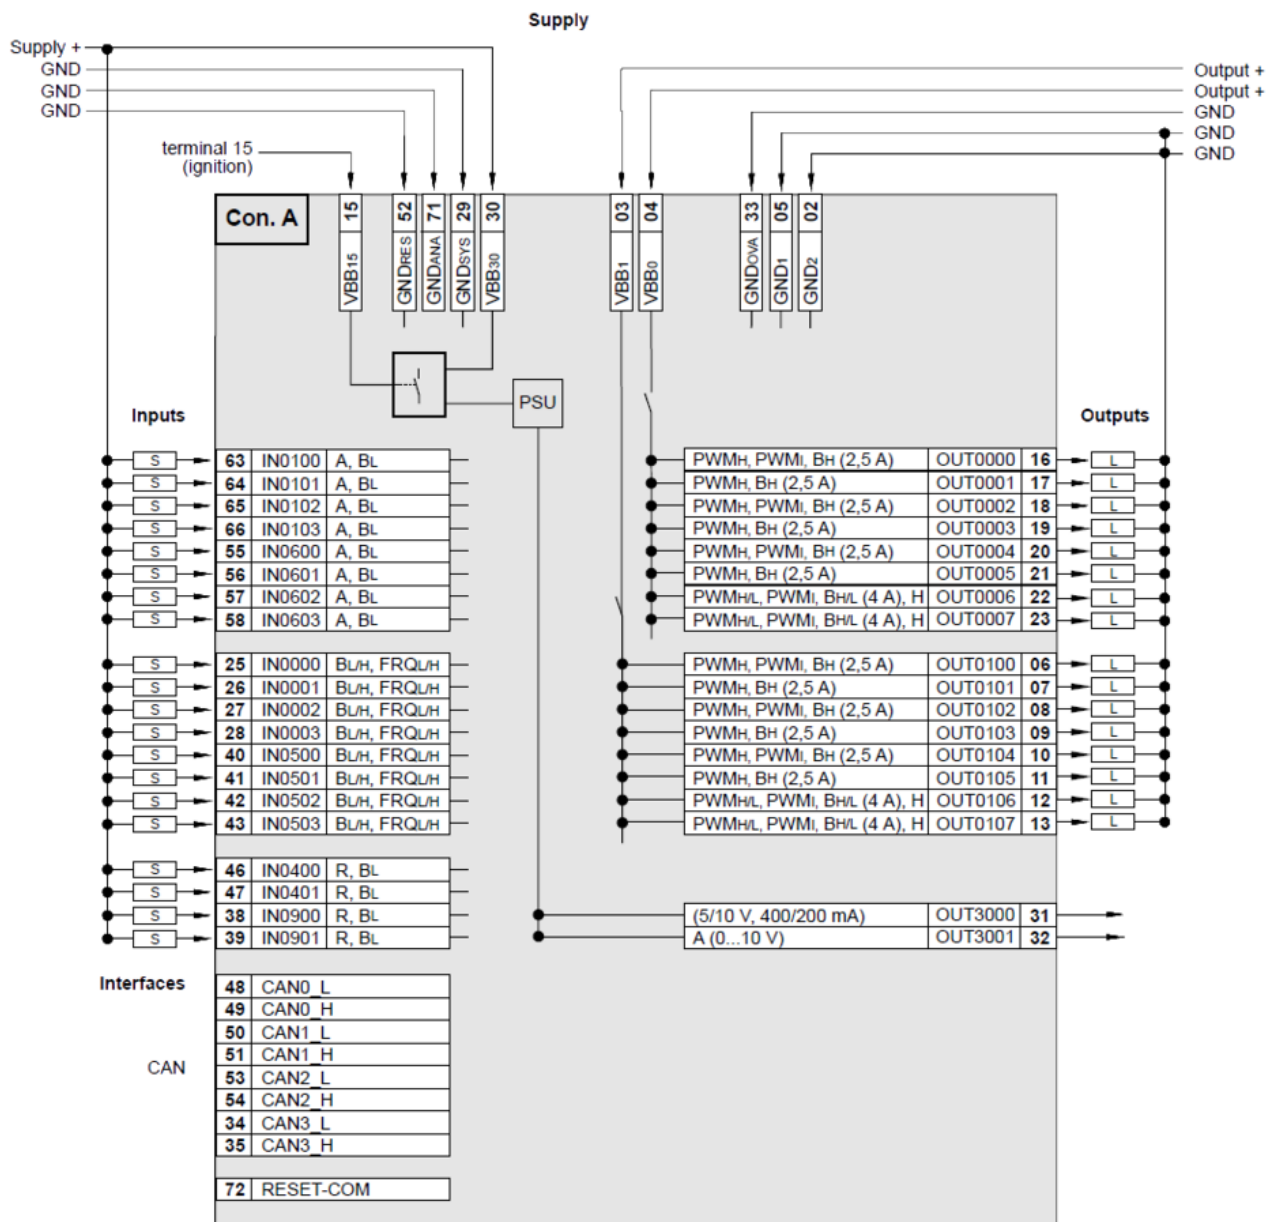 Supply
Supply +
GND
GND
GND
Output +
Output +
GND
GND
GND
terminal 15
(ignition)
Con. A
15 VBB15
52 GNDRES
71 GNDANA
29 GNDSYS
30 VBB30
03 VBB1
04 VBB0
33 GNDOVA
05 GND1
02 GND2
PSU
Inputs
S 63 IN0100 A, BL
S 64 IN0101 A, BL
S 65 IN0102 A, BL
S 66 IN0103 A, BL
S 55 IN0600 A, BL
S 56 IN0601 A, BL
S 57 IN0602 A, BL
S 58 IN0603 A, BL
S 25 IN0000 BL/H, FRQL/H
S 26 IN0001 BL/H, FRQL/H
S 27 IN0002 BL/H, FRQL/H
S 28 IN0003 BL/H, FRQL/H
S 40 IN0500 BL/H, FRQL/H
S 41 IN0501 BL/H, FRQL/H
S 42 IN0502 BL/H, FRQL/H
S 43 IN0503 BL/H, FRQL/H
S 46 IN0400 R, BL
S 47 IN0401 R, BL
S 38 IN0900 R, BL
S 39 IN0901 R, BL
Outputs
PWMH, PWMI, BH (2,5 A) OUT0000 16 L
PWMH, BH (2,5 A) OUT0001 17 L
PWMH, PWMI, BH (2,5 A) OUT0002 18 L
PWMH, BH (2,5 A) OUT0003 19 L
PWMH, PWMI, BH (2,5 A) OUT0004 20 L
PWMH, BH (2,5 A) OUT0005 21 L
PWMH/L, PWMI, BH/L (4 A), H OUT0006 22 L
PWMH/L, PWMI, BH/L (4 A), H OUT0007 23 L
PWMH, PWMI, BH (2,5 A) OUT0100 06 L
PWMH, BH (2,5 A) OUT0101 07 L
PWMH, PWMI, BH (2,5 A) OUT0102 08 L
PWMH, BH (2,5 A) OUT0103 09 L
PWMH, PWMI, BH (2,5 A) OUT0104 10 L
PWMH, BH (2,5 A) OUT0105 11 L
PWMH/L, PWMI, BH/L (4 A), H OUT0106 12 L
PWMH/L, PWMI, BH/L (4 A), H OUT0107 13 L
(5/10 V, 400/200 mA) OUT3000 31
A (0...10 V) OUT3001 32
Interfaces
CAN
48 CAN0_L
49 CAN0_H
50 CAN1_L
51 CAN1_H
53 CAN2_L
54 CAN2_H
34 CAN3_L
35 CAN3_H
72 RESET-COM